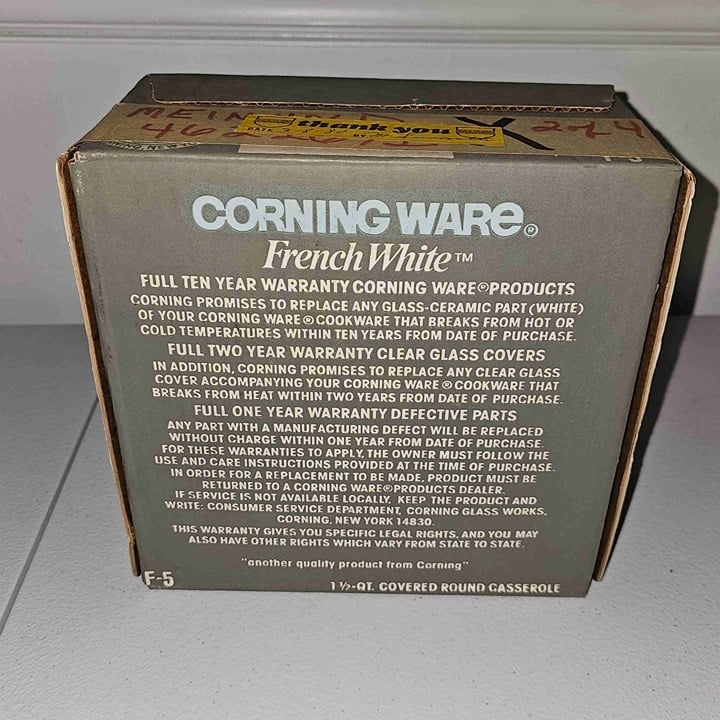 thank you
DATE
BY
274
CORNING WARE®
French White™
FULL TEN YEAR WARRANTY CORNING WARE® PRODUCTS
CORNING PROMISES TO REPLACE ANY GLASS-CERAMIC PART (WHITE)
OF YOUR CORNING WARE® COOKWARE THAT BREAKS FROM HOT OR
COLD TEMPERATURES WITHIN TEN YEARS FROM DATE OF PURCHASE.
FULL TWO YEAR WARRANTY CLEAR GLASS COVERS
IN ADDITION, CORNING PROMISES TO REPLACE ANY CLEAR GLASS
COVER ACCOMPANYING YOUR CORNING WARE® COOKWARE THAT
BREAKS FROM HEAT WITHIN TWO YEARS FROM DATE OF PURCHASE.
FULL ONE YEAR WARRANTY DEFECTIVE PARTS
ANY PART WITH A MANUFACTURING DEFECT WILL BE REPLACED
WITHOUT CHARGE WITHIN ONE YEAR FROM DATE OF PURCHASE.
FOR THESE WARRANTIES TO APPLY, THE OWNER MUST FOLLOW THE
USE AND CARE INSTRUCTIONS PROVIDED AT THE TIME OF PURCHASE.
IN ORDER FOR A REPLACEMENT TO BE MADE, PRODUCT MUST BE
RETURNED TO A CORNING WARE® PRODUCTS DEALER.
IF SERVICE IS NOT AVAILABLE LOCALLY, KEEP THE PRODUCT AND
WRITE: CONSUMER SERVICE DEPARTMENT, CORNING GLASS WORKS,
CORNING, NEW YORK 14830.
THIS WARRANTY GIVES YOU SPECIFIC LEGAL RIGHTS, AND YOU MAY
ALSO HAVE OTHER RIGHTS WHICH VARY FROM STATE TO STATE.
"another quality product from Corning"
F-5
1 ½-QT. COVERED ROUND CASSEROLE